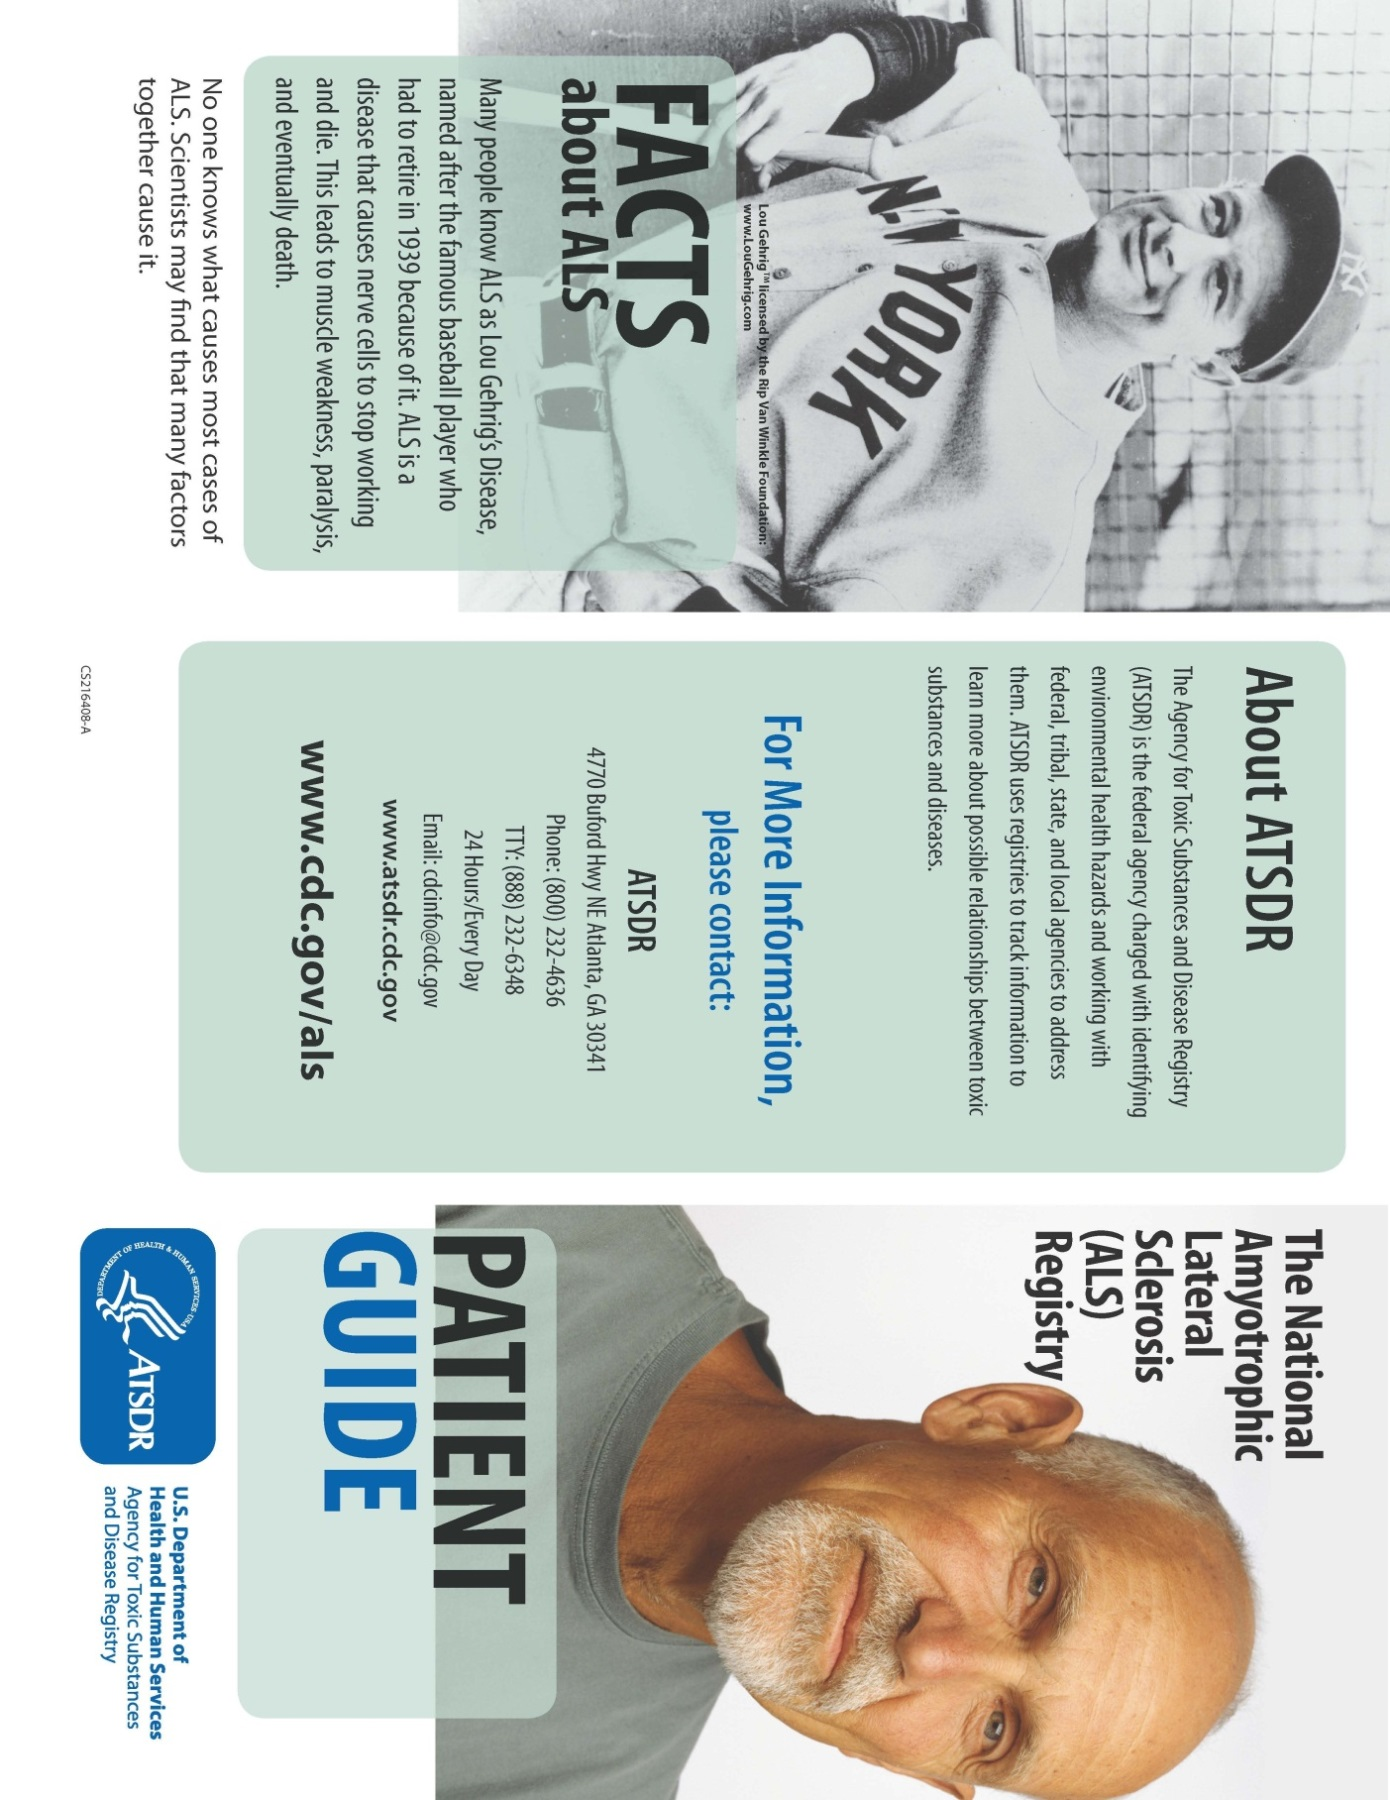 N
YORK
Lou Gehrig™ licensed by the Rip Van Winkle Foundation:
www.LouGehrig.com
FACTS
about ALS
Many people know ALS as Lou Gehrig's Disease,
named after the famous baseball player who
had to retire in 1939 because of it. ALS is a
disease that causes nerve cells to stop working
and die. This leads to muscle weakness, paralysis,
and eventually death.
No one knows what causes most cases of
ALS. Scientists may find that many factors
together cause it.
About ATSDR
The Agency for Toxic Substances and Disease Registry
(ATSDR) is the federal agency charged with identifying
environmental health hazards and working with
federal, tribal, state, and local agencies to address
them. ATSDR uses registries to track information to
learn more about possible relationships between toxic
substances and diseases.
For More Information,
please contact:
ATSDR
4770 Buford Hwy NE Atlanta, GA 30341
Phone: (800) 232-4636
TTY: (888) 232-6348
24 Hours/Every Day
Email: cdcinfo@cdc.gov
www.atsdr.cdc.gov
www.cdc.gov/als
CS216408-A
The National
Amyotrophic
Lateral
Sclerosis
(ALS)
Registry
PATIENT
GUIDE
DEPARTMENT OF HEALTH & HUMAN SERVICES·USA
ATSDR
U.S. Department of
Health and Human Services
Agency for Toxic Substances
and Disease Registry